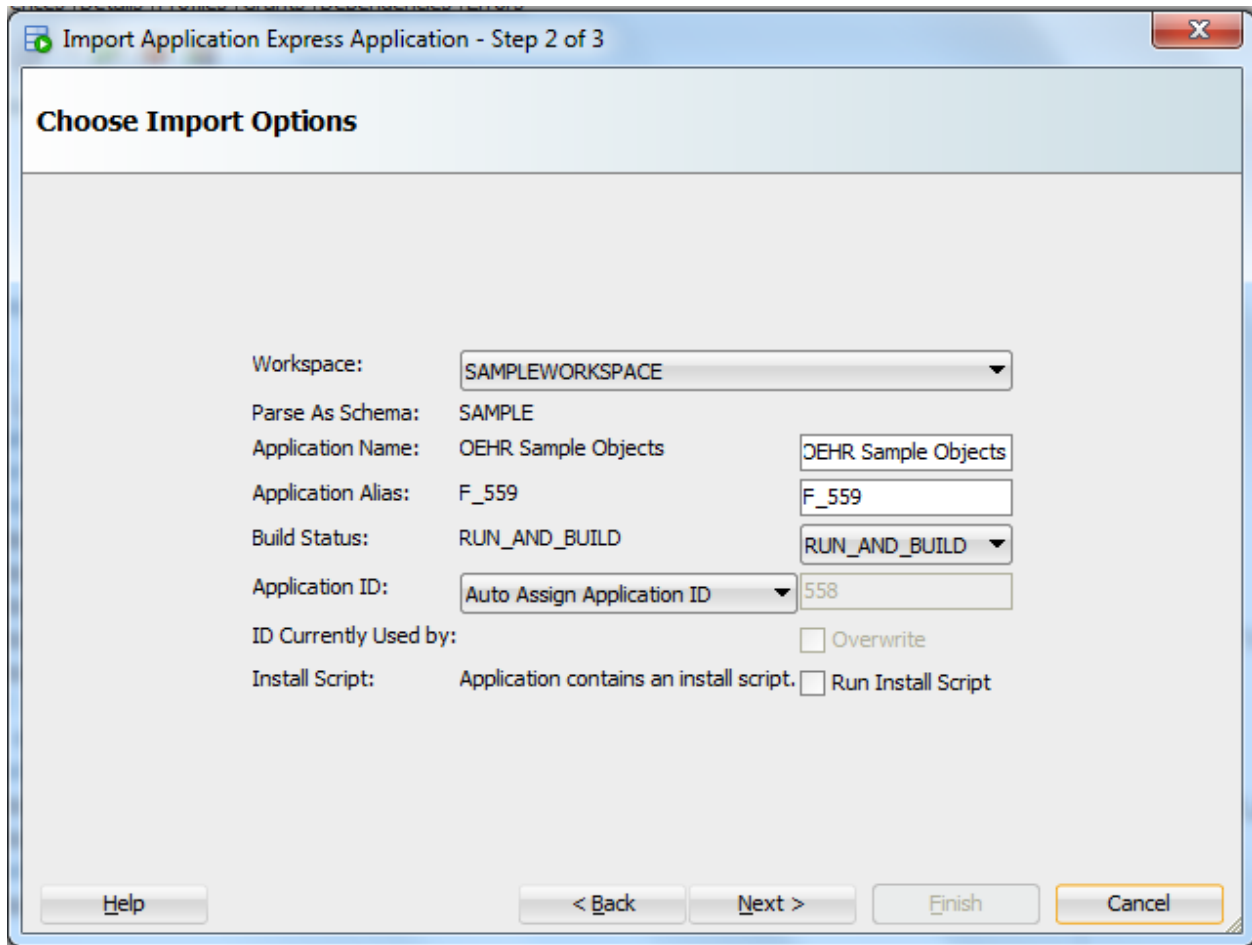 Import Application Express Application - Step 2 of 3
Choose Import Options
Workspace: SAMPLEWORKSPACE
Parse As Schema: SAMPLE
Application Name: OEHR Sample Objects OEHR Sample Objects
Application Alias: F_559 F_559
Build Status: RUN_AND_BUILD RUN_AND_BUILD
Application ID: Auto Assign Application ID 558
ID Currently Used by: Overwrite
Install Script: Application contains an install script. Run Install Script
Help < Back Next > Finish Cancel